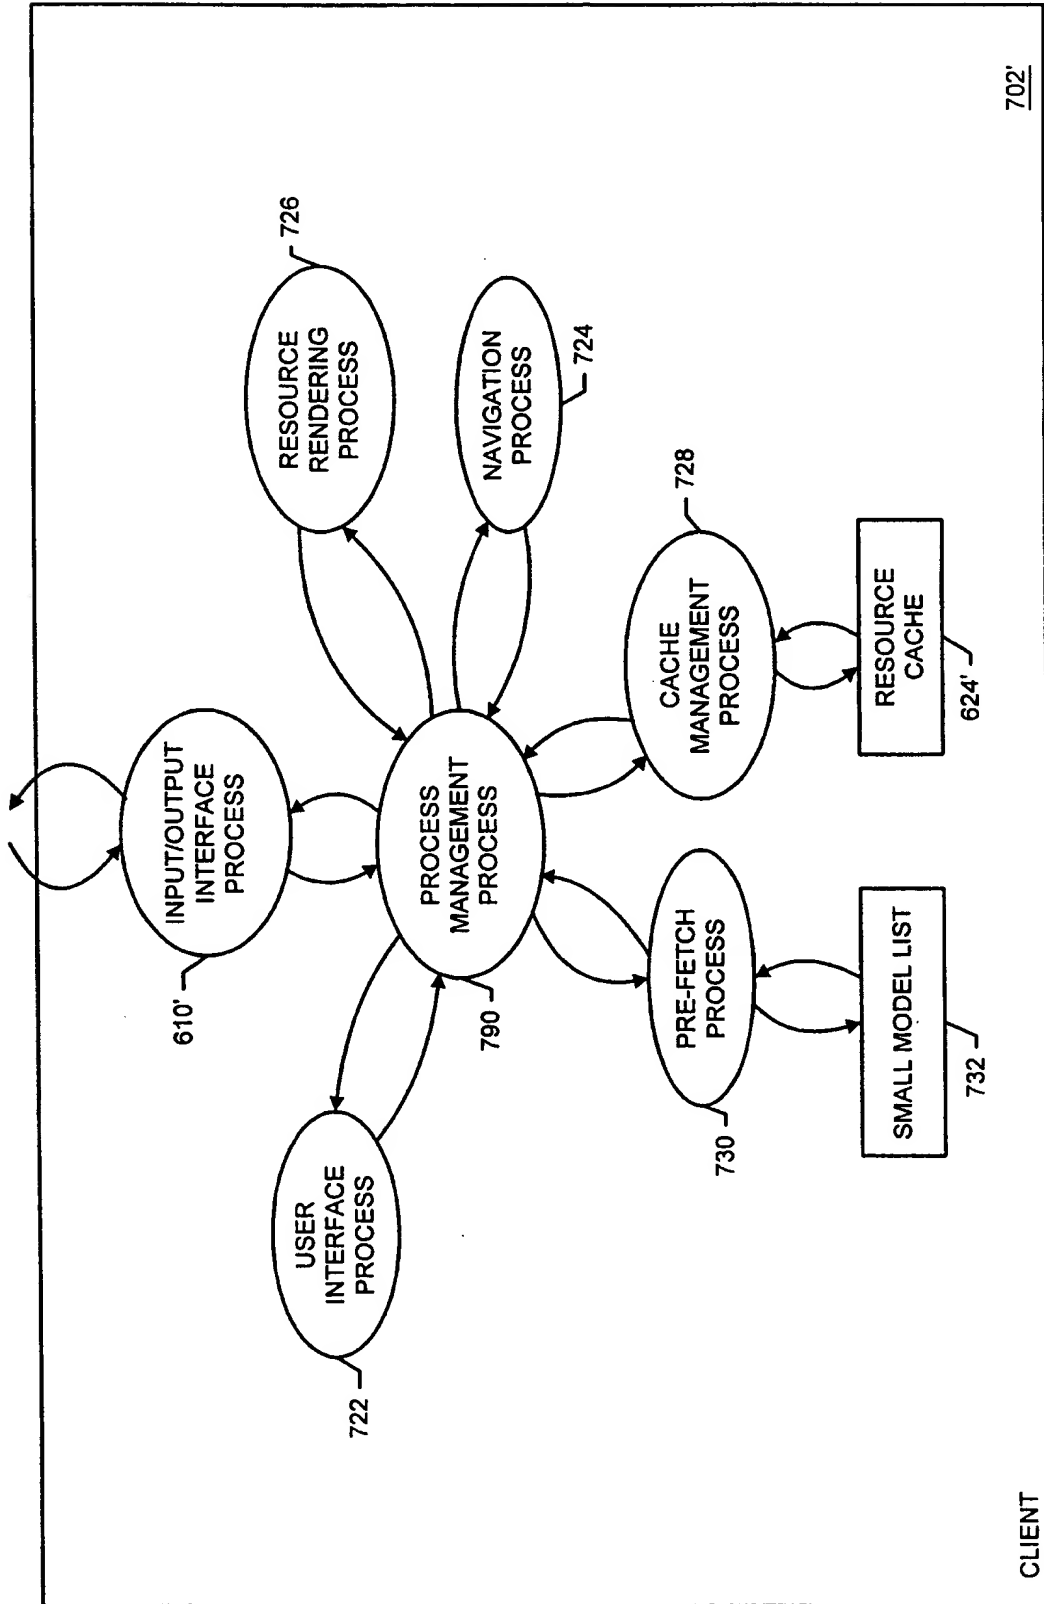 INPUT/OUTPUT
INTERFACE
PROCESS
610'
USER
INTERFACE
PROCESS
722
RESOURCE
RENDERING
PROCESS
726
PROCESS
MANAGEMENT
PROCESS
790
NAVIGATION
PROCESS
724
PRE-FETCH
PROCESS
730
CACHE
MANAGEMENT
PROCESS
728
SMALL MODEL LIST
732
RESOURCE
CACHE
624'
CLIENT
702'